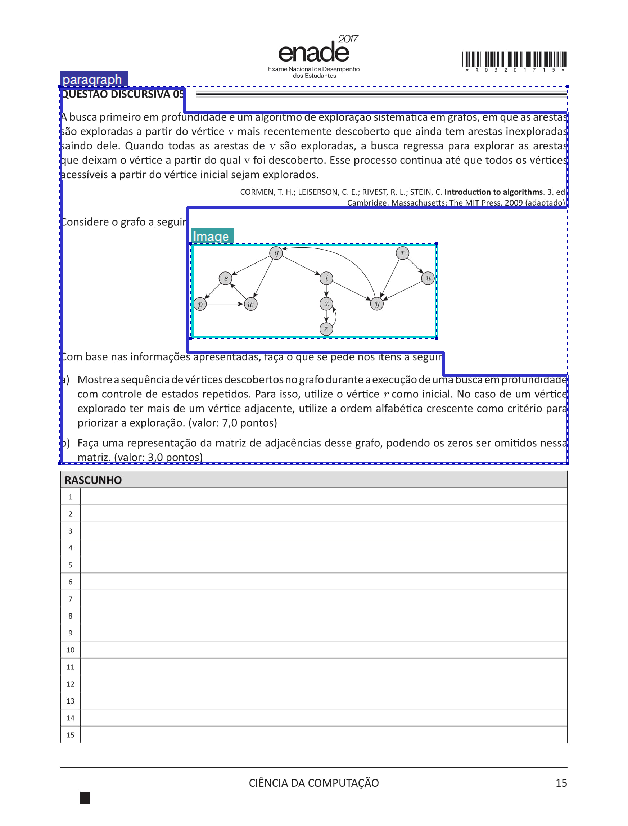 enade 2017
Exame Nacional de Desempenho
dos Estudantes
paragraph
QUESTÃO DISCURSIVA 05
A busca primeiro em profundidade é um algoritmo de exploração sistemática em grafos, em que as arestas
são exploradas a partir do vértice v mais recentemente descoberto que ainda tem arestas inexploradas
saindo dele. Quando todas as arestas de v são exploradas, a busca regressa para explorar as arestas
que deixam o vértice a partir do qual v foi descoberto. Esse processo continua até que todos os vértices
acessíveis a partir do vértice inicial sejam explorados.
CORMEN, T. H.; LEISERSON, C. E.; RIVEST, R. L.; STEIN, C. Introduction to algorithms. 3. ed.
Cambridge, Massachusetts: The MIT Press, 2009 (adaptado).
Considere o grafo a seguir
Image
Com base nas informações apresentadas, faça o que se pede nos itens a seguir
a) Mostre a sequência de vértices descobertos no grafo durante a execução de uma busca em profundidade
com controle de estados repetidos. Para isso, utilize o vértice r como inicial. No caso de um vértice
explorado ter mais de um vértice adjacente, utilize a ordem alfabética crescente como critério para
priorizar a exploração. (valor: 7,0 pontos)
b) Faça uma representação da matriz de adjacências desse grafo, podendo os zeros ser omitidos nessa
matriz. (valor: 3,0 pontos)
RASCUNHO
1
2
3
4
5
6
7
8
9
10
11
12
13
14
15
CIÊNCIA DA COMPUTAÇÃO 15